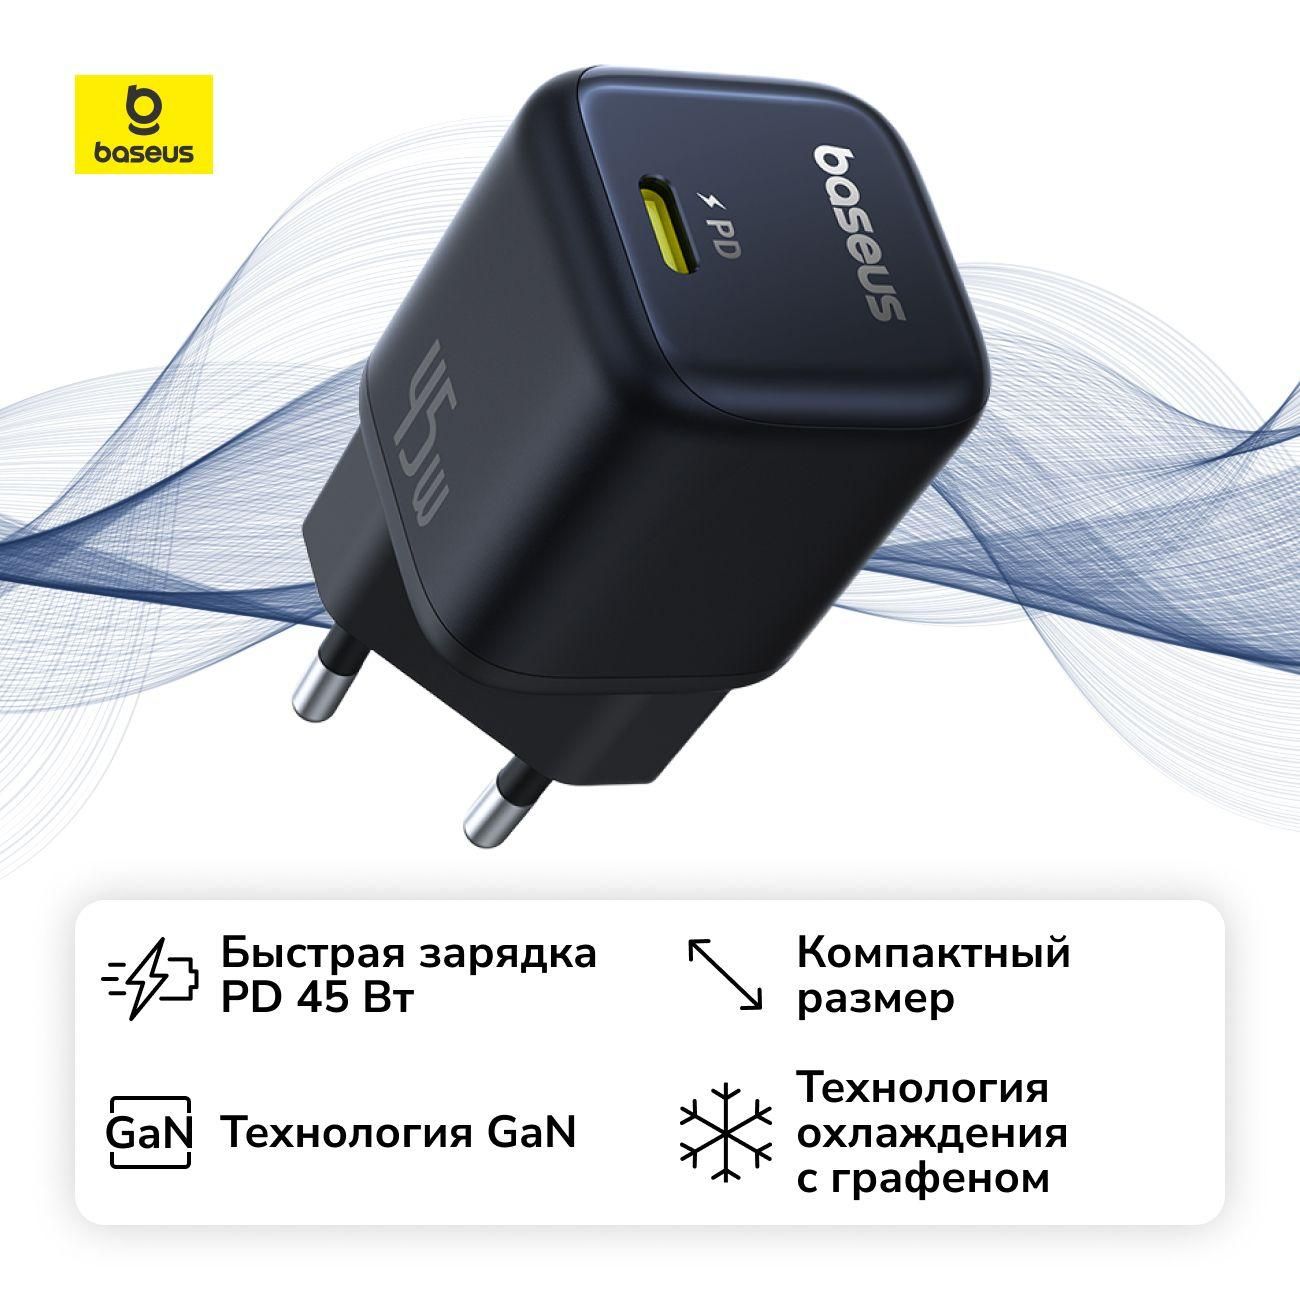 baseus
baseus
PD
45W
Быстрая зарядка
PD 45 Вт
Компактный
размер
GaN
Технология GaN
Технология
охлаждения
с графеном